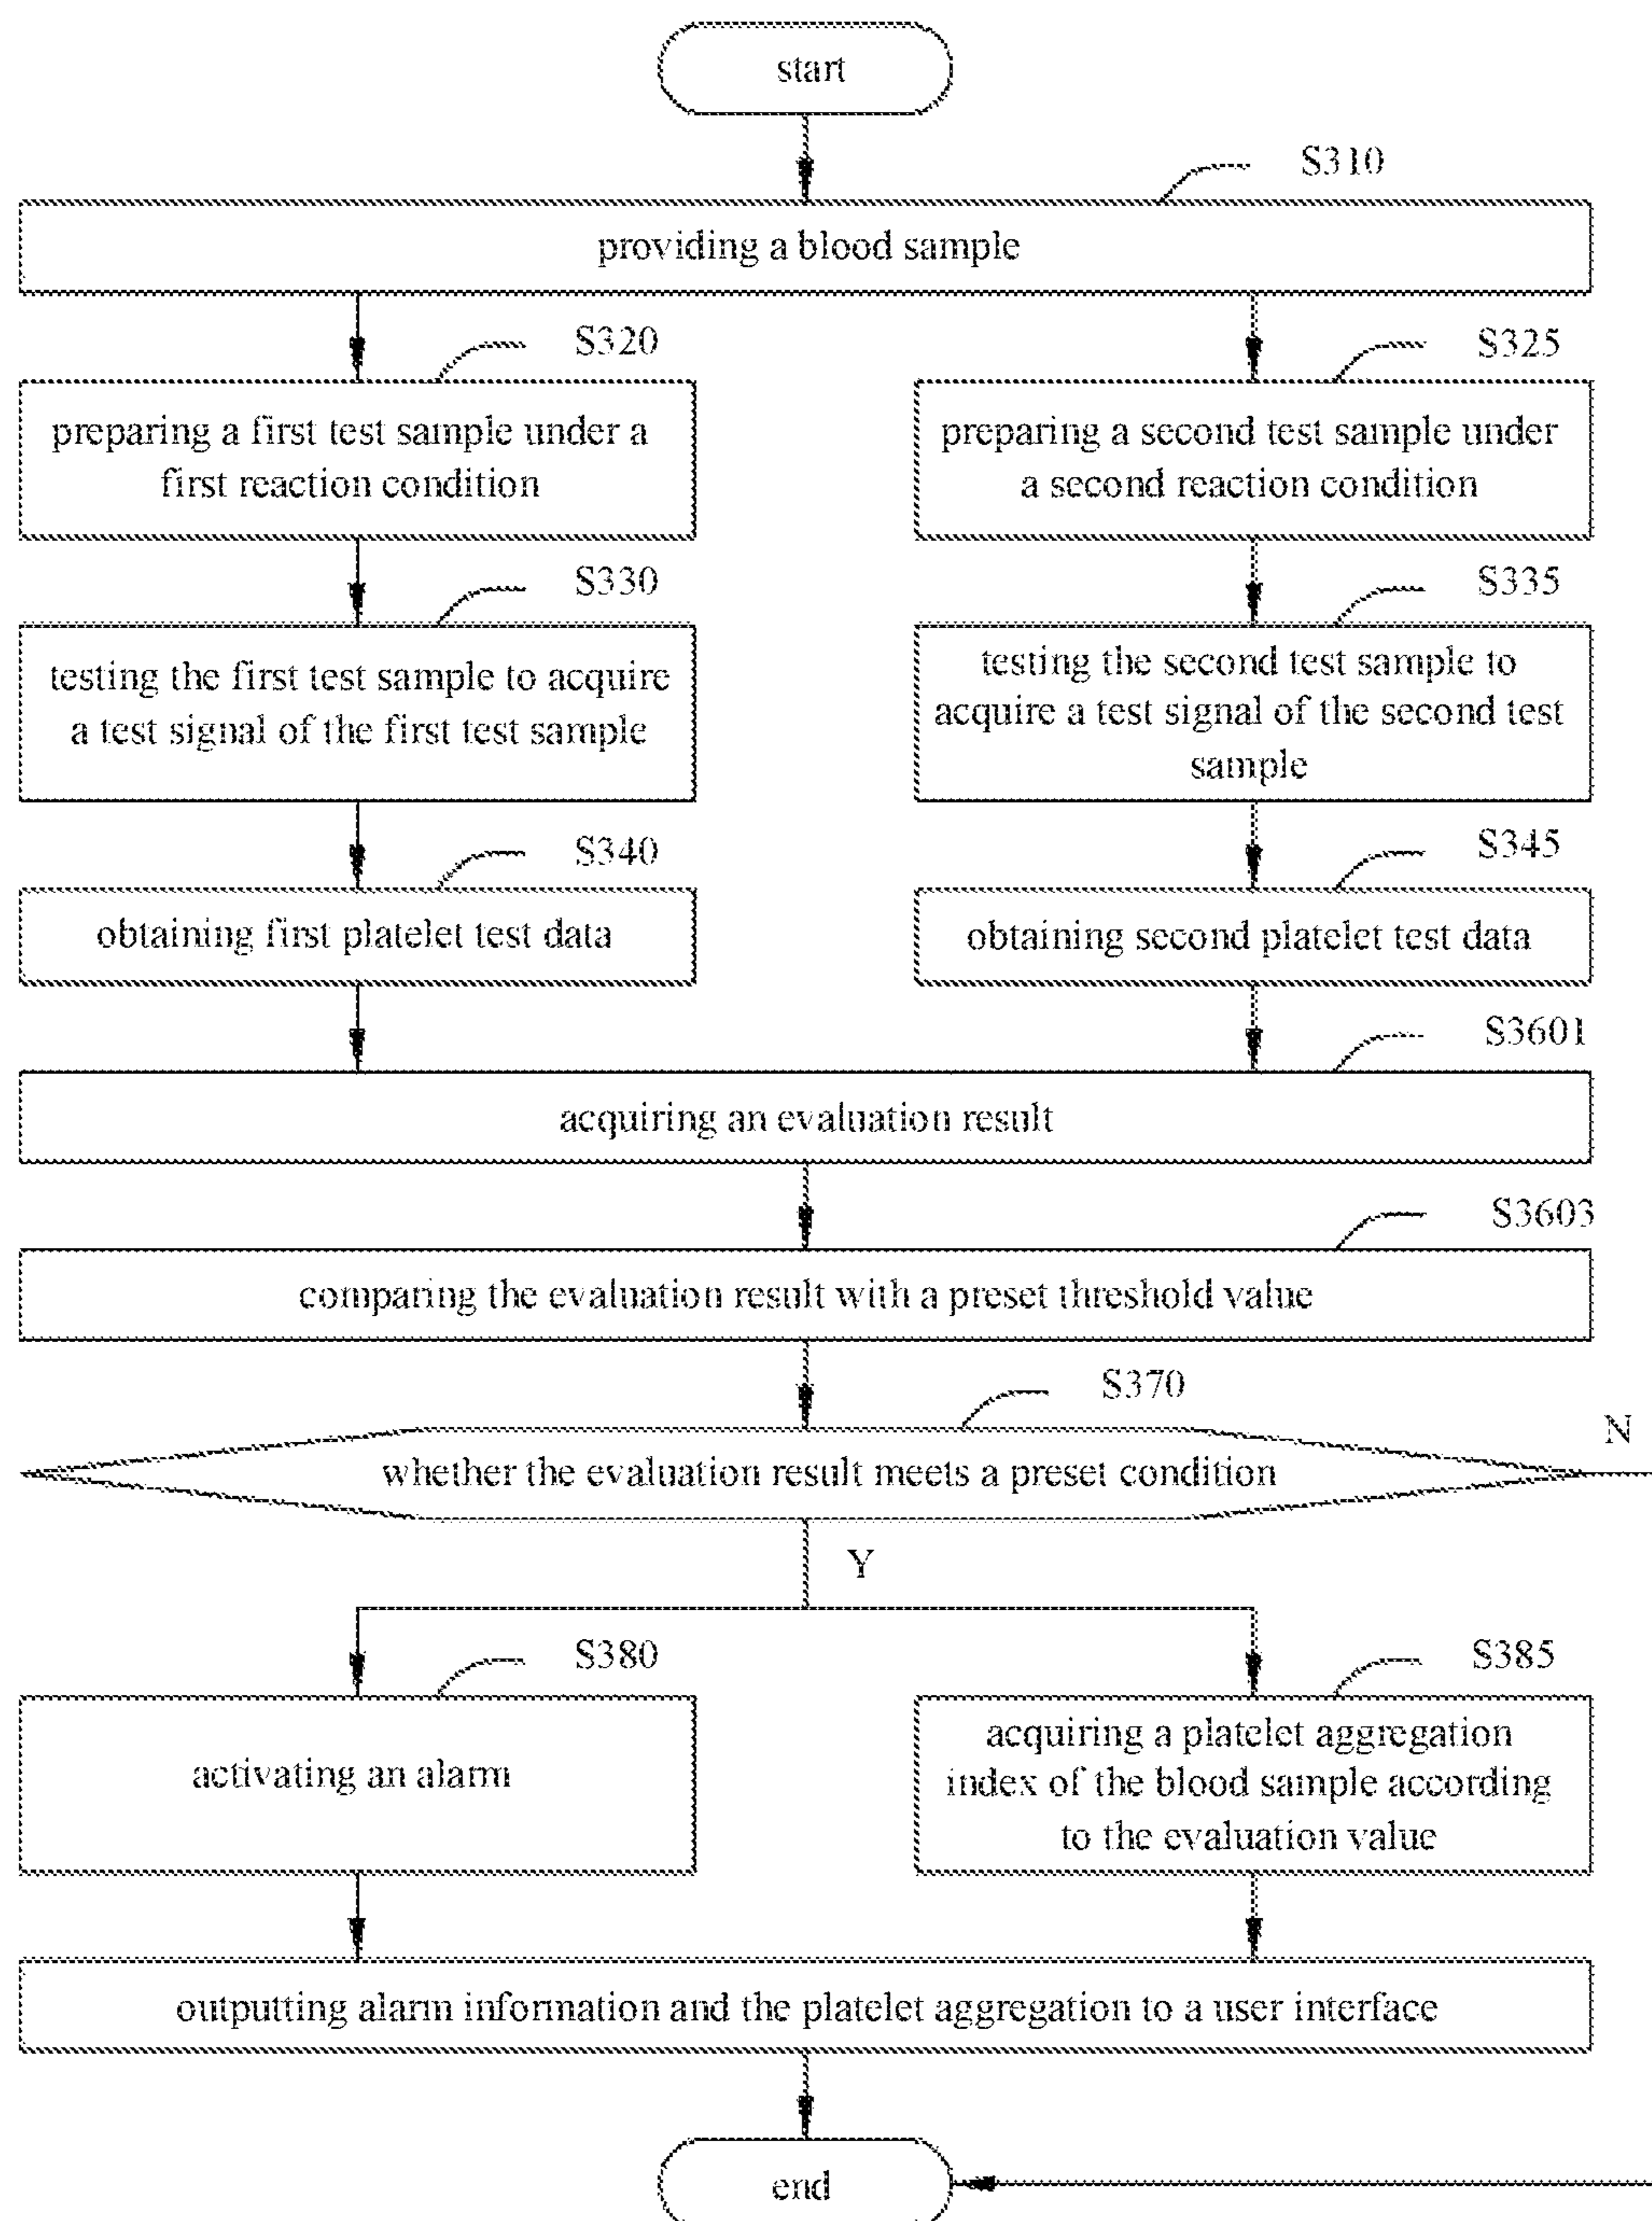 start
S310
providing a blood sample
S320
S325
preparing a first test sample under a
first reaction condition
preparing a second test sample under
a second reaction condition
S330
S335
testing the first test sample to acquire
a test signal of the first test sample
testing the second test sample to
acquire a test signal of the second test
sample
S340
S345
obtaining first platelet test data
obtaining second platelet test data
S3601
acquiring an evaluation result
S3603
comparing the evaluation result with a preset threshold value
S370
N
whether the evaluation result meets a preset condition
Y
S380
S385
activating an alarm
acquiring a platelet aggregation
index of the blood sample according
to the evaluation value
outputting alarm information and the platelet aggregation to a user interface
end